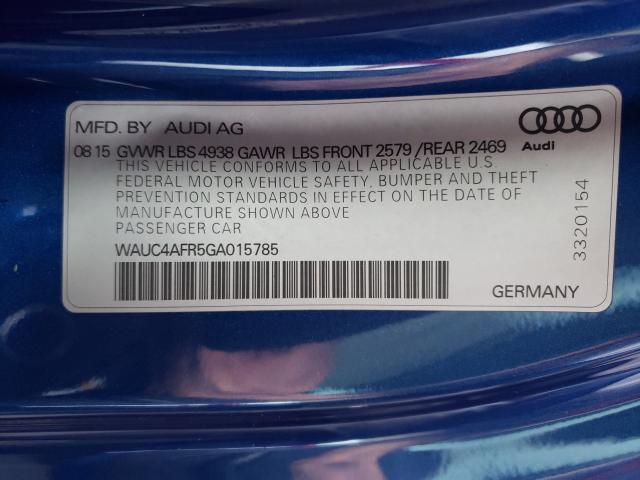 MFD. BY AUDI AG
08 15 GVWR LBS 4938 GAWR LBS FRONT 2579 /REAR 2469
Audi
THIS VEHICLE CONFORMS TO ALL APPLICABLE U.S.
FEDERAL MOTOR VEHICLE SAFETY, BUMPER AND THEFT
PREVENTION STANDARDS IN EFFECT ON THE DATE OF
MANUFACTURE SHOWN ABOVE
PASSENGER CAR
WAUC4AFR5GA015785
GERMANY
3320154